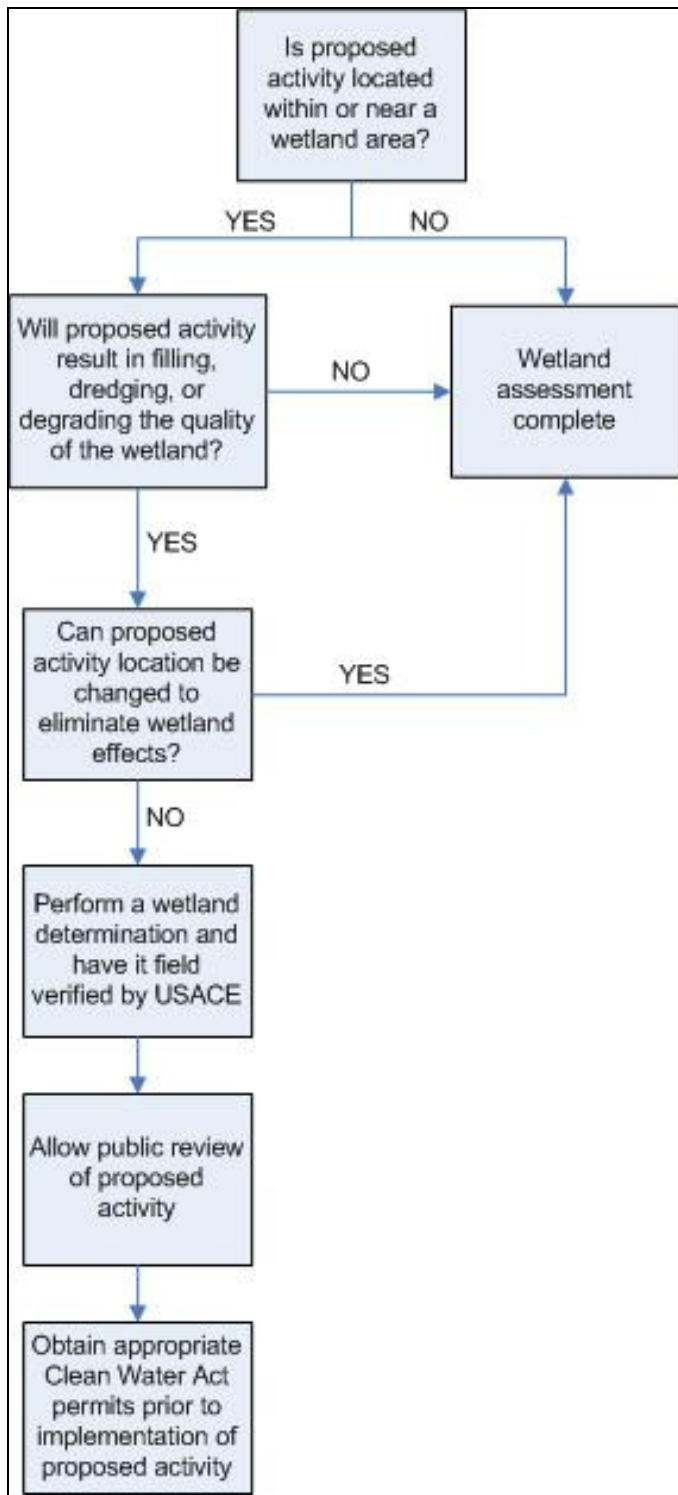 Is proposed
activity located
within or near a
wetland area?
YES
NO
Will proposed activity
result in filling,
dredging, or
degrading the quality
of the wetland?
NO
Wetland
assessment
complete
YES
Can proposed
activity location be
changed to
eliminate wetland
effects?
YES
NO
Perform a wetland
determination and
have it field
verified by USACE
Allow public review
of proposed
activity
Obtain appropriate
Clean Water Act
permits prior to
implementation of
proposed activity